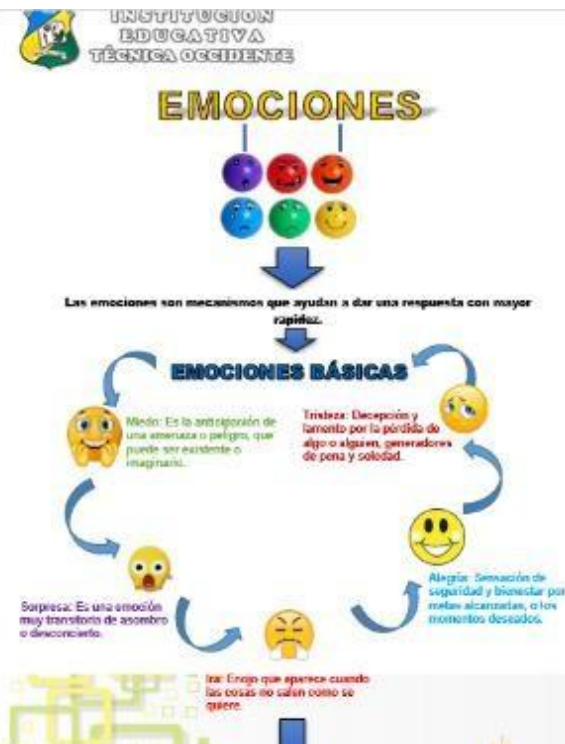 INSTITUCION
EDUCATIVA
TÉCNICA OCCIDENTE
EMOCIONES
Las emociones son mecanismos que ayudan a dar una respuesta con mayor
rapidez.
EMOCIONES BÁSICAS
Miedo: Es la anticipación de
una amenaza o peligro, que
puede ser existente o
imaginario.
Tristeza: Decepción y
lamento por la pérdida de
algo o alguien, generadores
de pena y soledad.
Sorpresa: Es una emoción
muy transitoria de asombro
o desconcierto.
Alegría: Sensación de
seguridad y bienestar por
metas alcanzadas, o los
momentos deseados.
Ira: Enojo que aparece cuando
las cosas no salen como se
quiere.